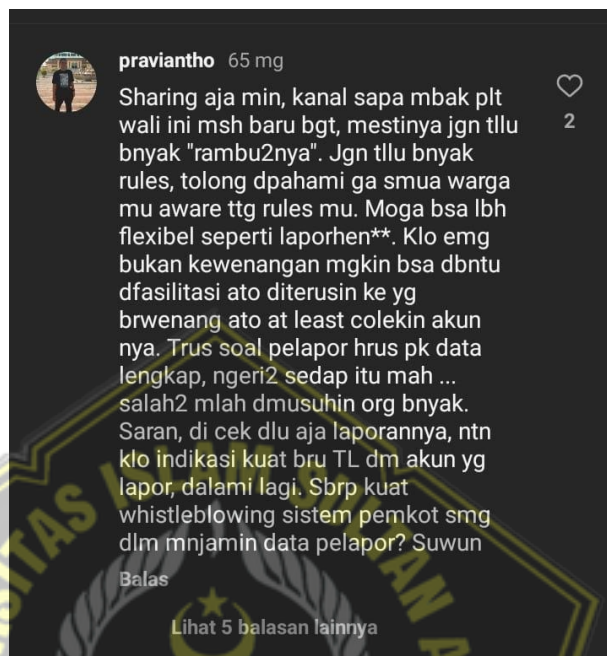 praviantho 65 mg
Sharing aja min, kanal sapa mbak plt
wali ini msh baru bgt, mestinya jgn tllu
bnyak "rambu2nya". Jgn tllu bnyak
rules, tolong dpahami ga smua warga
mu aware ttg rules mu. Moga bsa lbh
flexibel seperti laporhen**. Klo emg
bukan kewenangan mgkin bsa dbntu
dfasilitasi ato diterusin ke yg
brwenang ato at least colekin akun
nya. Trus soal pelapor hrus pk data
lengkap, ngeri2 sedap itu mah ...
salah2 mlah dmusuhin org bnyak.
Saran, di cek dlu aja laporannya, ntn
klo indikasi kuat bru TL dm akun yg
lapor, dalami lagi. Sbrp kuat
whistleblowing sistem pemkot smg
dlm mnjamin data pelapor? Suwun
2
Balas
Lihat 5 balasan lainnya